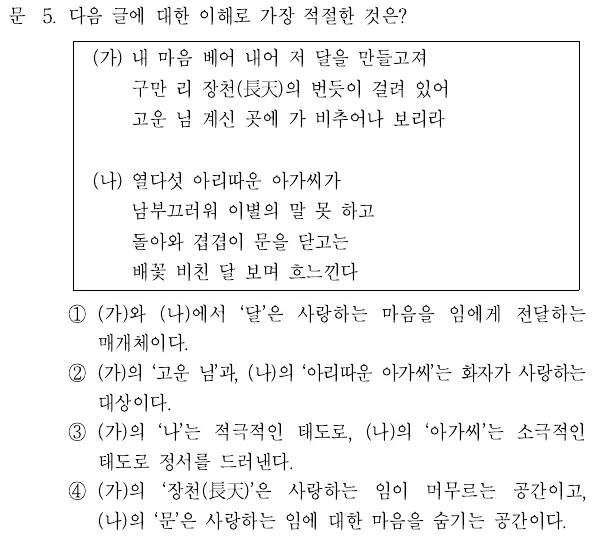 문 5. 다음 글에 대한 이해로 가장 적절한 것은?
(가) 내 마음 베어 내어 저 달을 만들고져
구만 리 장천(長天)의 번듯이 걸려 있어
고운 님 계신 곳에 가 비추어나 보리라
(나) 열다섯 아리따운 아가씨가
남부끄러워 이별의 말 못 하고
돌아와 겹겹이 문을 닫고는
배꽃 비친 달 보며 흐느낀다
① (가)와 (나)에서 ‘달’은 사랑하는 마음을 임에게 전달하는
매개체이다.
② (가)의 ‘고운 님’과, (나)의 ‘아리따운 아가씨’는 화자가 사랑하는
대상이다.
③ (가)의 ‘나’는 적극적인 태도로, (나)의 ‘아가씨’는 소극적인
태도로 정서를 드러낸다.
④ (가)의 ‘장천(長天)’은 사랑하는 임이 머무르는 공간이고,
(나)의 ‘문’은 사랑하는 임에 대한 마음을 숨기는 공간이다.